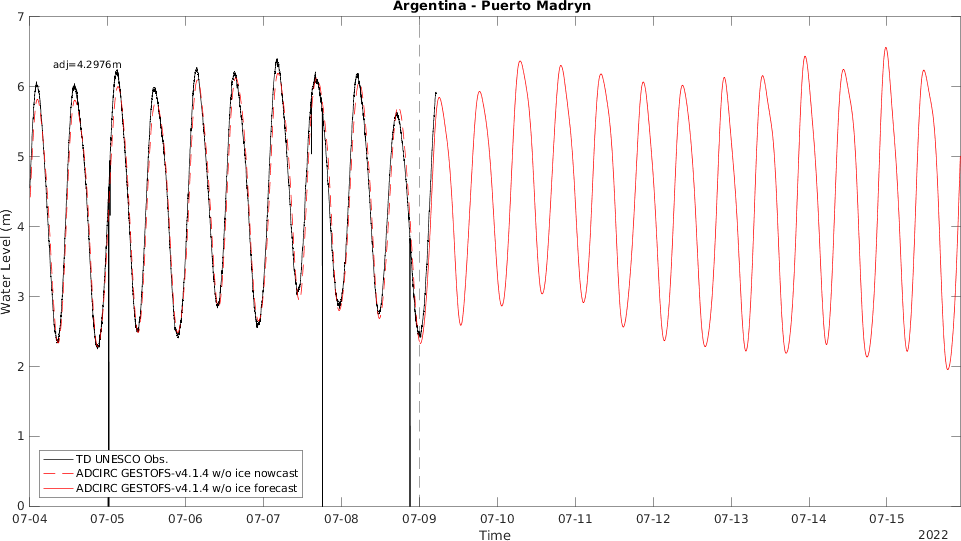 Argentina - Puerto Madryn
7
adj=4.2976m
6
5
4
3
2
1
0
Water Level (m)
TD UNESCO Obs.
ADCIRC GESTOFS-v4.1.4 w/o ice nowcast
ADCIRC GESTOFS-v4.1.4 w/o ice forecast
07-04 07-05 07-06 07-07 07-08 07-09 07-10 07-11 07-12 07-13 07-14 07-15
Time
2022